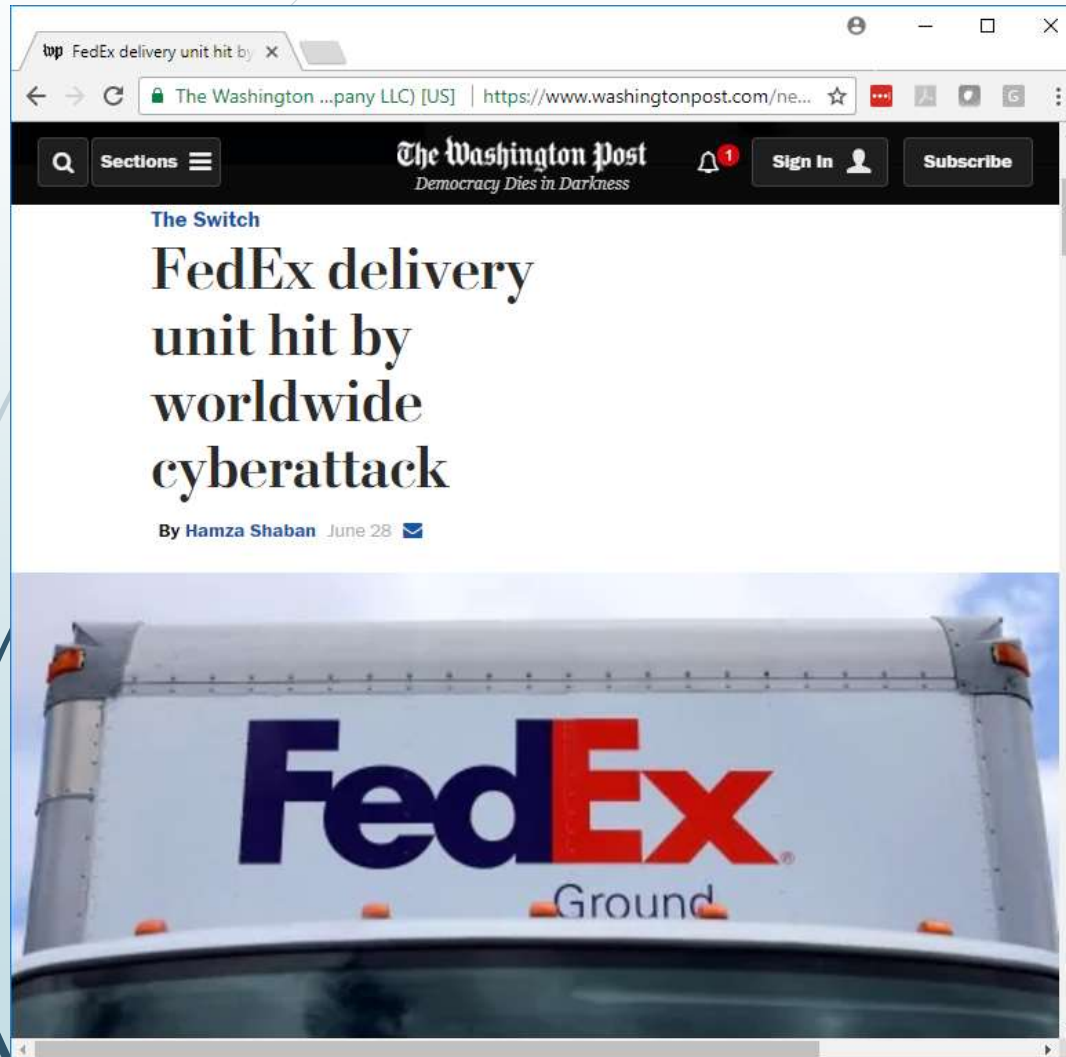 wp FedEx delivery unit hit by
The Washington ...pany LLC) [US] | https://www.washingtonpost.com/ne...
Sections
The Washington Post
Democracy Dies in Darkness
1
Sign In
Subscribe
The Switch
FedEx delivery
unit hit by
worldwide
cyberattack
By Hamza Shaban June 28
FedEx®
Ground